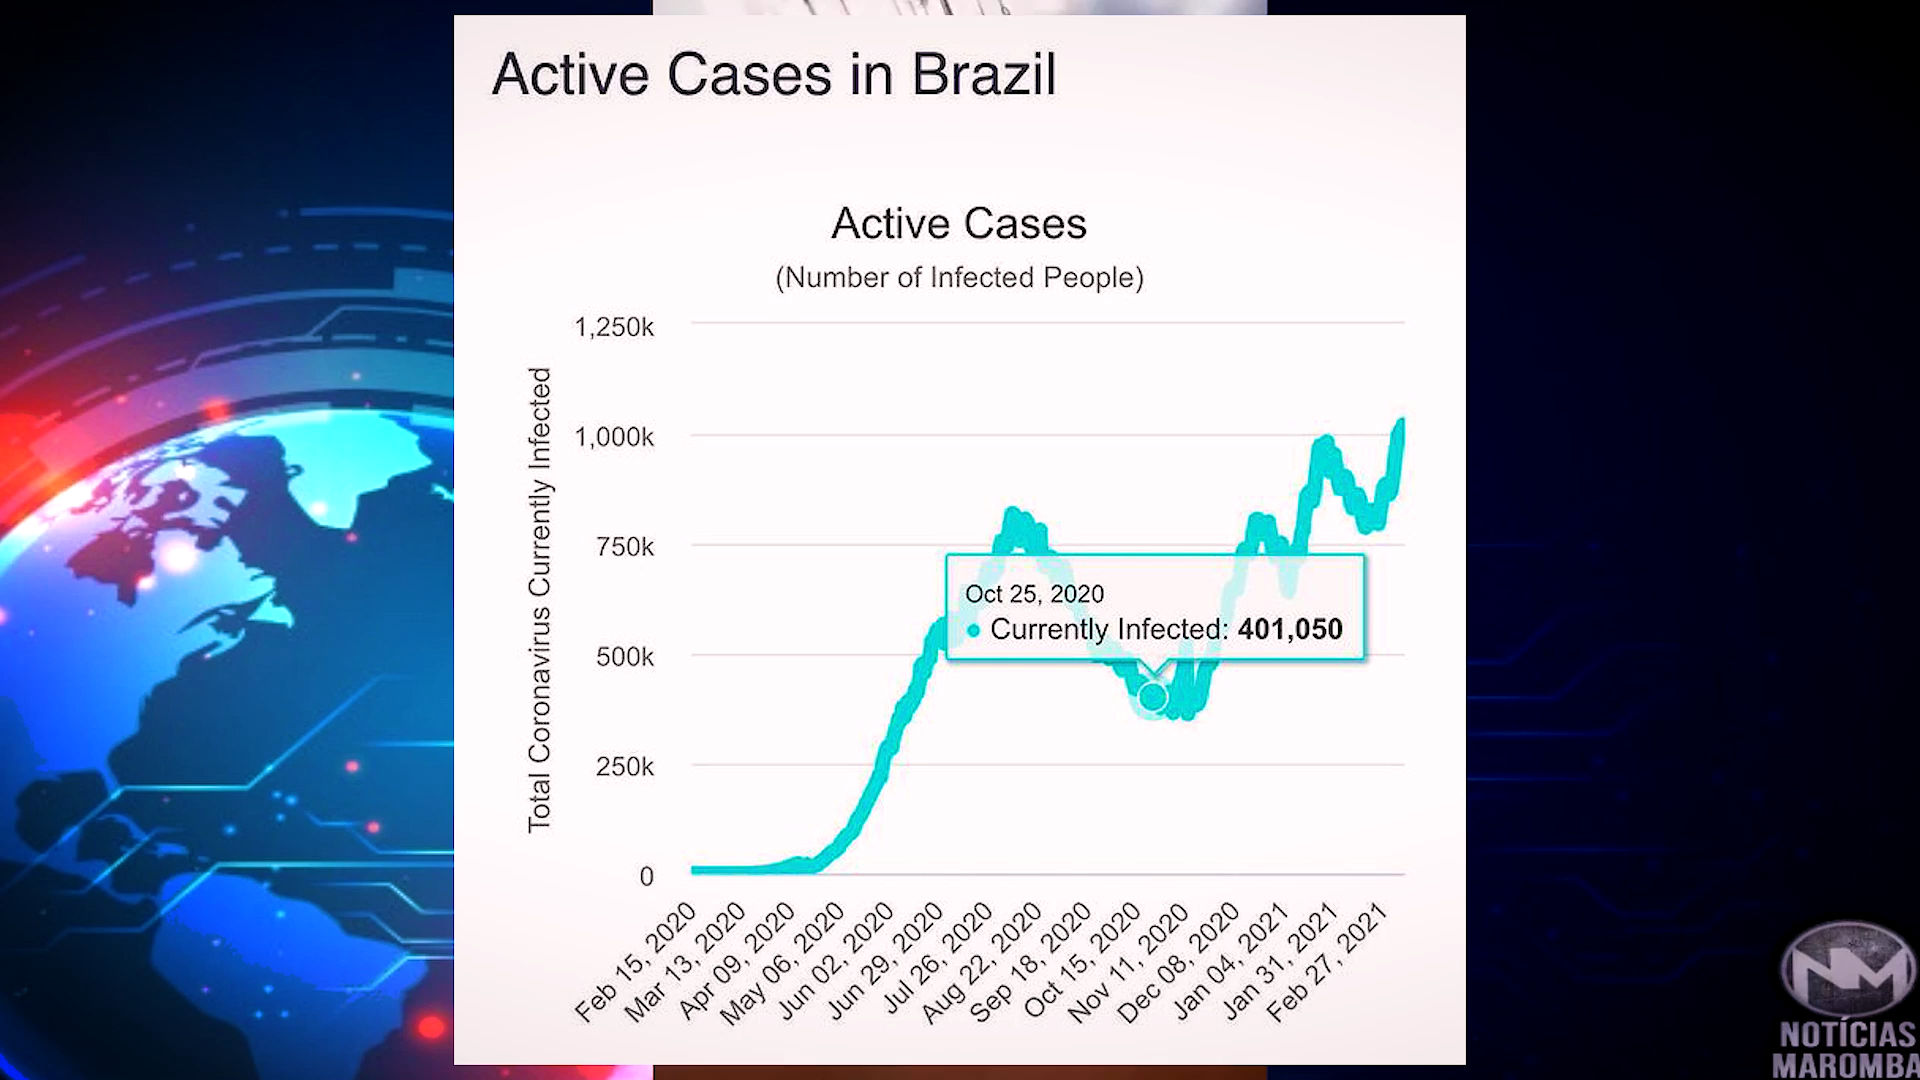 Active Cases in Brazil
Active Cases
(Number of Infected People)
Total Coronavirus Currently Infected
1,250k
1,000k
750k
500k
250k
0
Oct 25, 2020
Currently Infected: 401,050
Feb 15, 2020
Mar 13, 2020
Apr 09, 2020
May 06, 2020
Jun 02, 2020
Jun 29, 2020
Jul 26, 2020
Aug 22, 2020
Sep 18, 2020
Oct 15, 2020
Nov 11, 2020
Dec 08, 2020
Jan 04, 2021
Jan 31, 2021
Feb 27, 2021
NM
NOTÍCIAS
MAROMBA